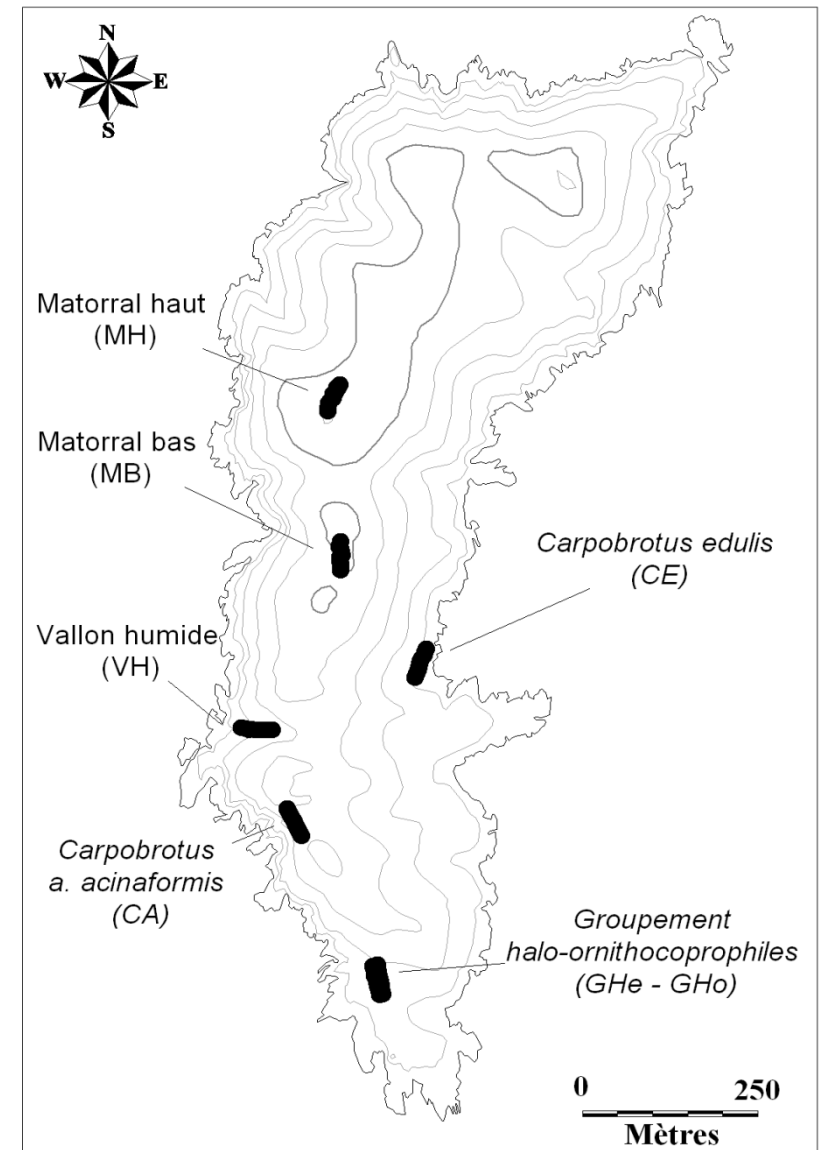 N
W E
S
Matorral haut
(MH)
Matorral bas
(MB)
Carpobrotus edulis
(CE)
Vallon humide
(VH)
Carpobrotus
a. acinaformis
(CA)
Groupement
halo-ornithocoprophiles
(GHe - GHo)
0 250
Mètres